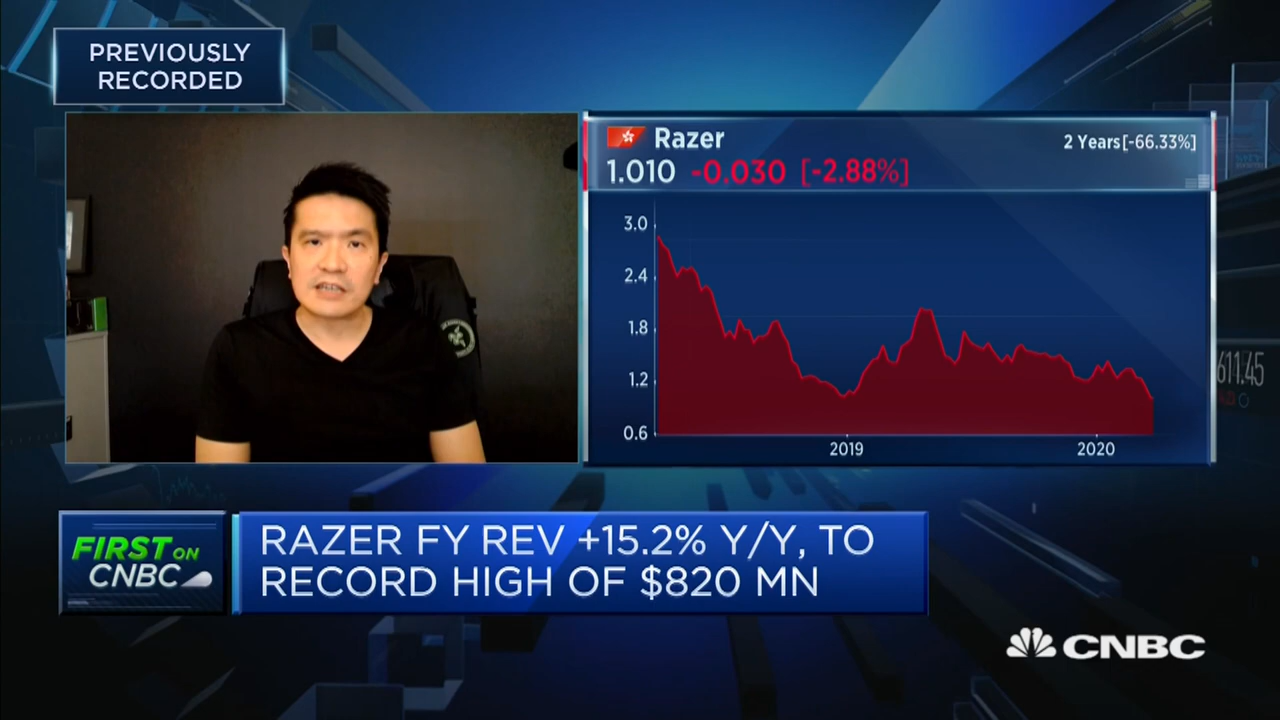 PREVIOUSLY
RECORDED
Razer
2 Years[-66.33%]
1.010 -0.030 [-2.88%]
3.0
2.4
1.8
1.2
0.6
2019
2020
611.45
FIRST ON
CNBC
RAZER FY REV +15.2% Y/Y, TO
RECORD HIGH OF $820 MN
CNBC